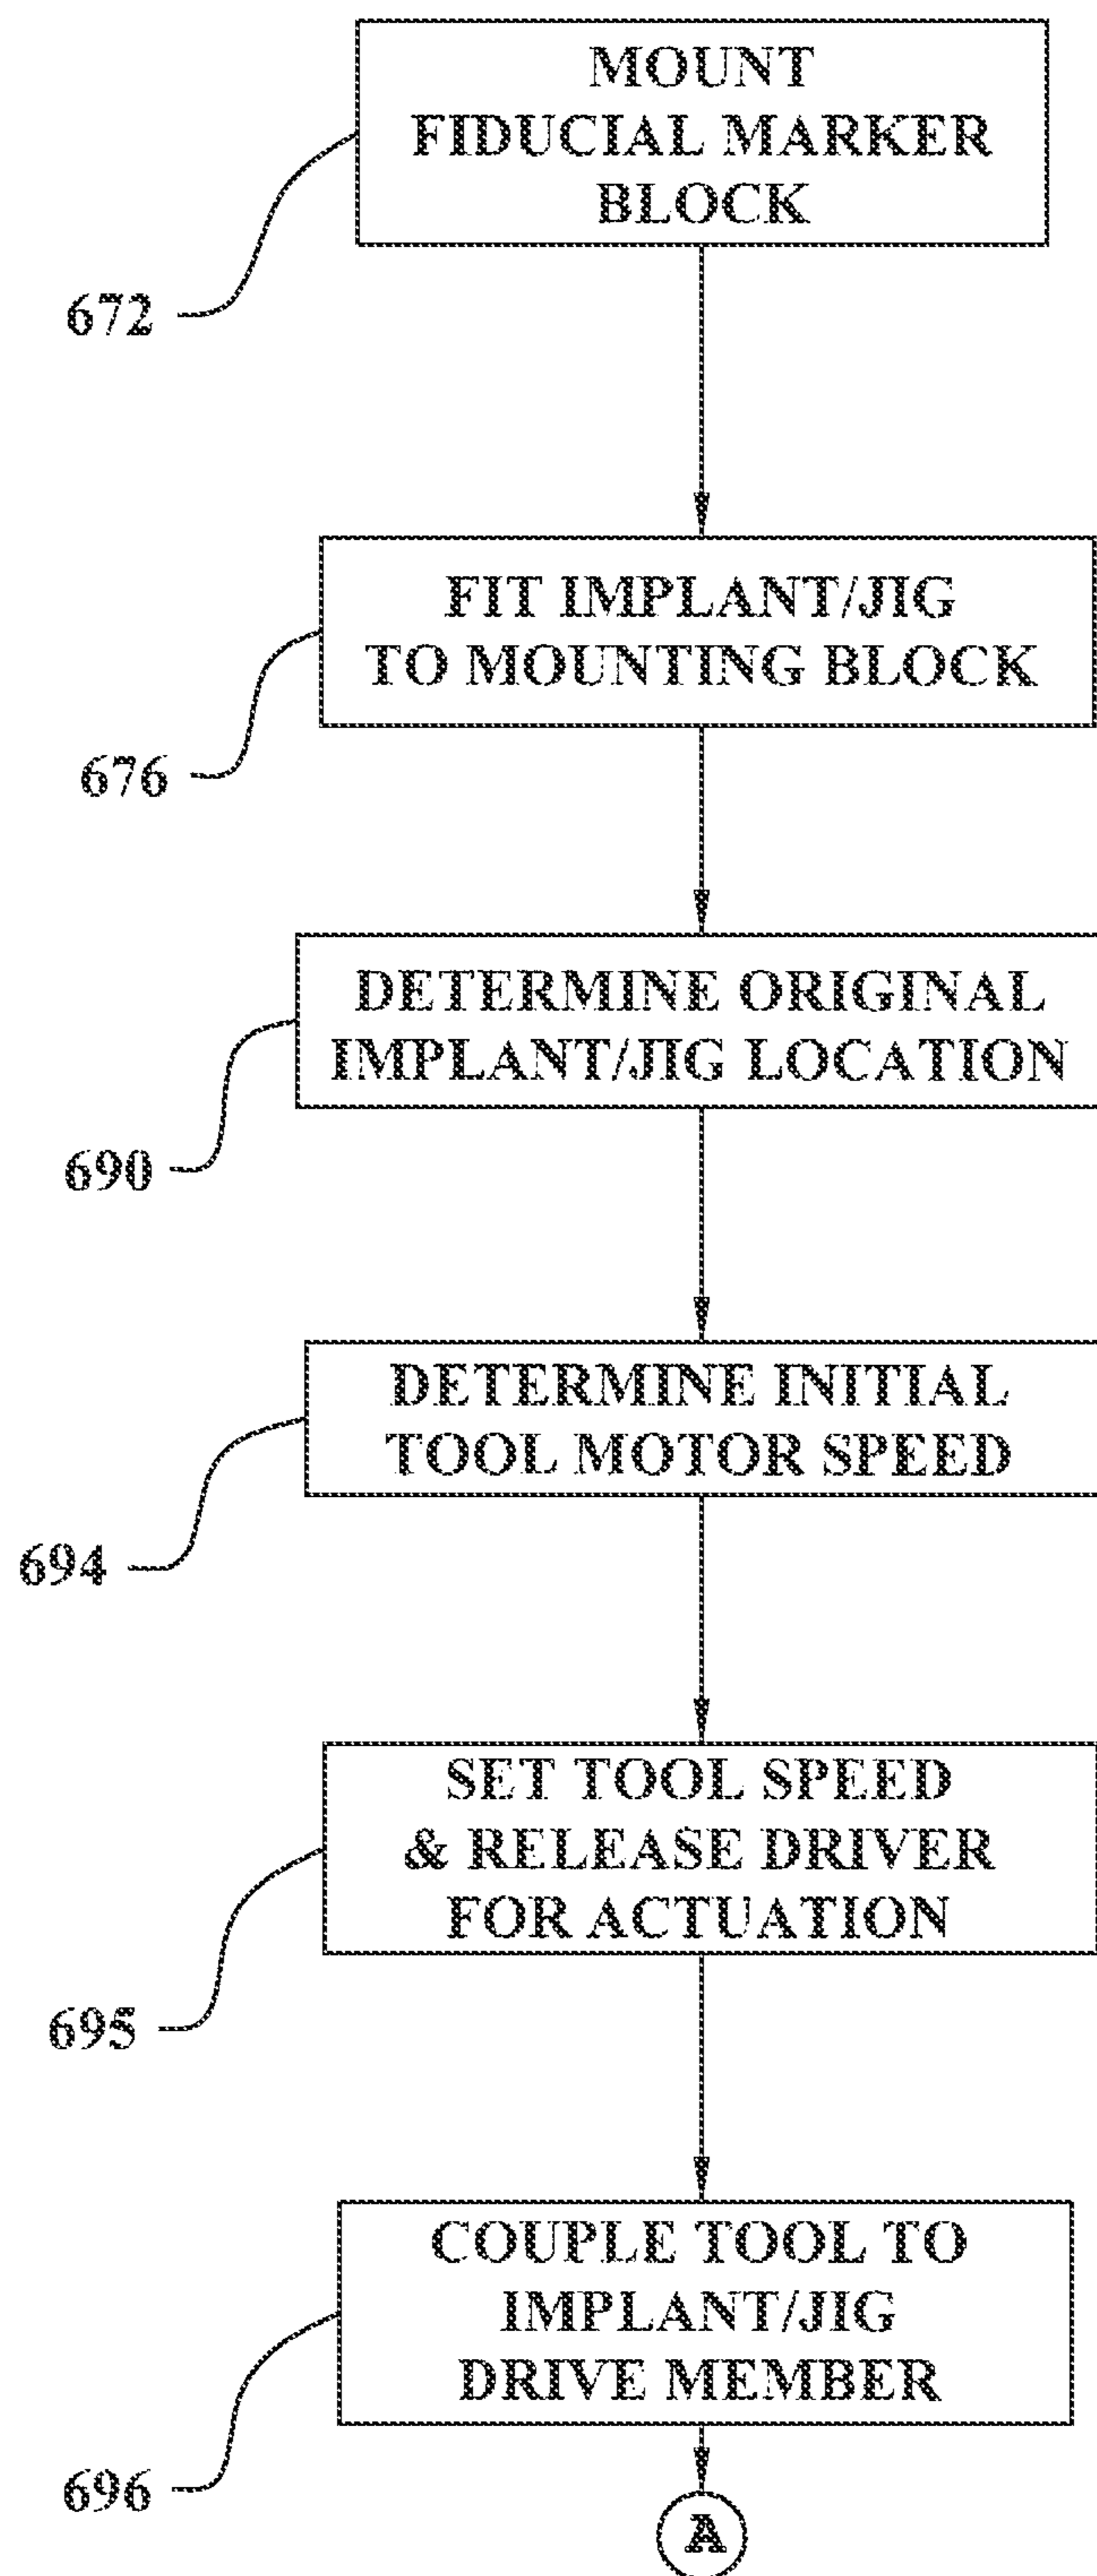 MOUNT
FIDUCIAL MARKER
BLOCK
672
FIT IMPLANT/JIG
TO MOUNTING BLOCK
676
DETERMINE ORIGINAL
IMPLANT/JIG LOCATION
690
DETERMINE INITIAL
TOOL MOTOR SPEED
694
SET TOOL SPEED
& RELEASE DRIVER
FOR ACTUATION
695
COUPLE TOOL TO
IMPLANT/JIG
DRIVE MEMBER
696
A